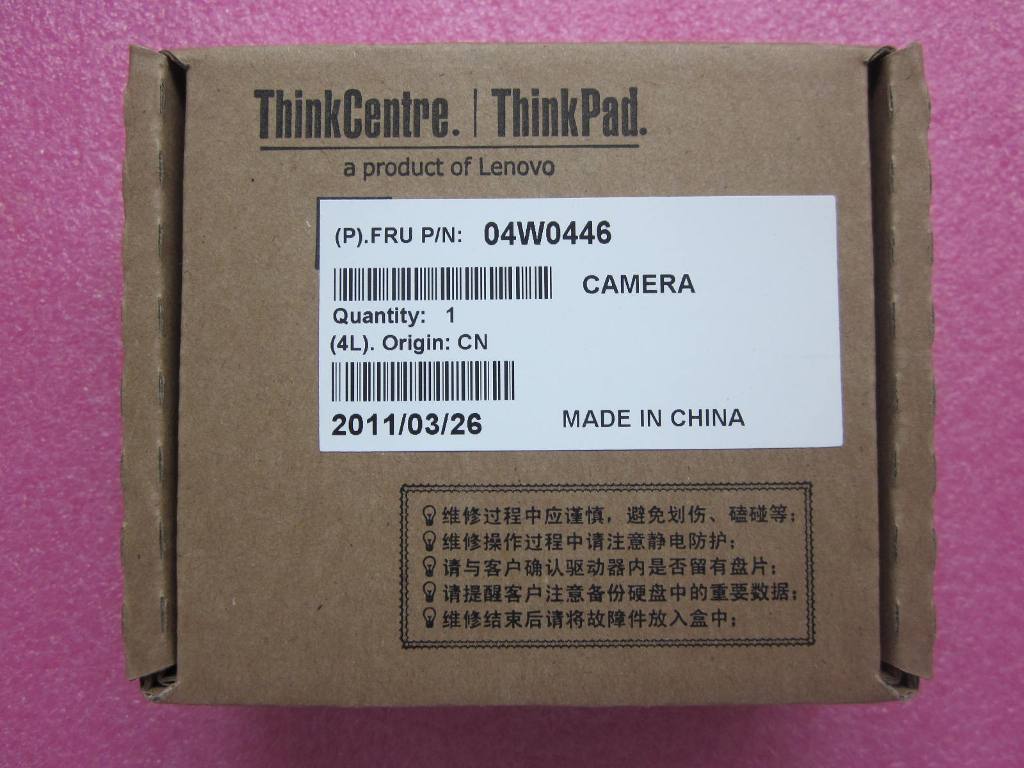 ThinkCentre. | ThinkPad.
a product of Lenovo
(P).FRU P/N: 04W0446
CAMERA
Quantity: 1
(4L). Origin: CN
2011/03/26 MADE IN CHINA
维修过程中应谨慎，避免划伤、磕碰等；
维修操作过程中请注意静电防护；
请与客户确认驱动器内是否留有盘片；
请提醒客户注意备份硬盘中的重要数据；
维修结束后请将故障件放入盒中；